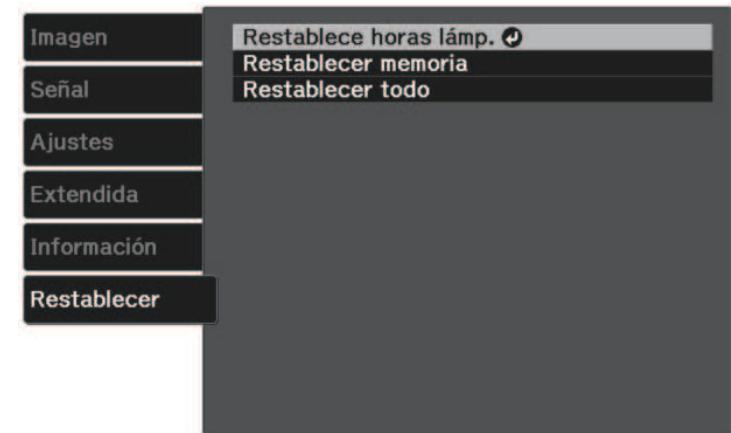 Imagen
Señal
Ajustes
Extendida
Información
Restablecer
Restablece horas lámp.
Restablecer memoria
Restablecer todo